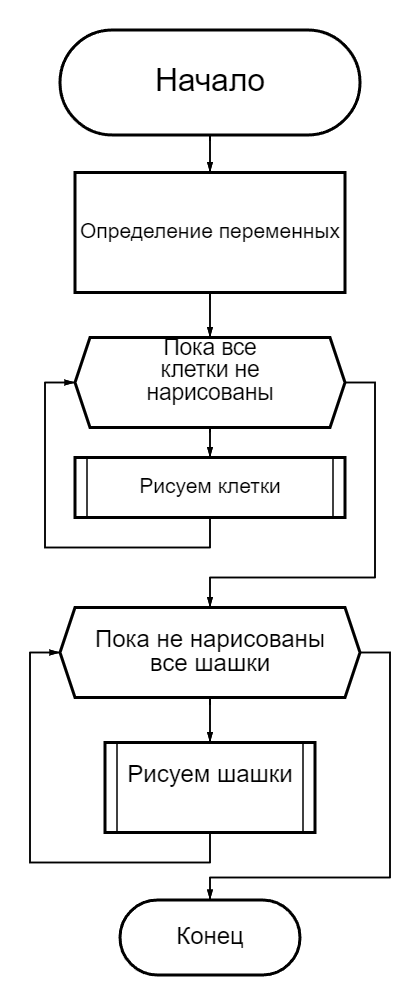 Начало
Определение переменных
Пока все
клетки не
нарисованы
Рисуем клетки
Пока не нарисованы
все шашки
Рисуем шашки
Конец